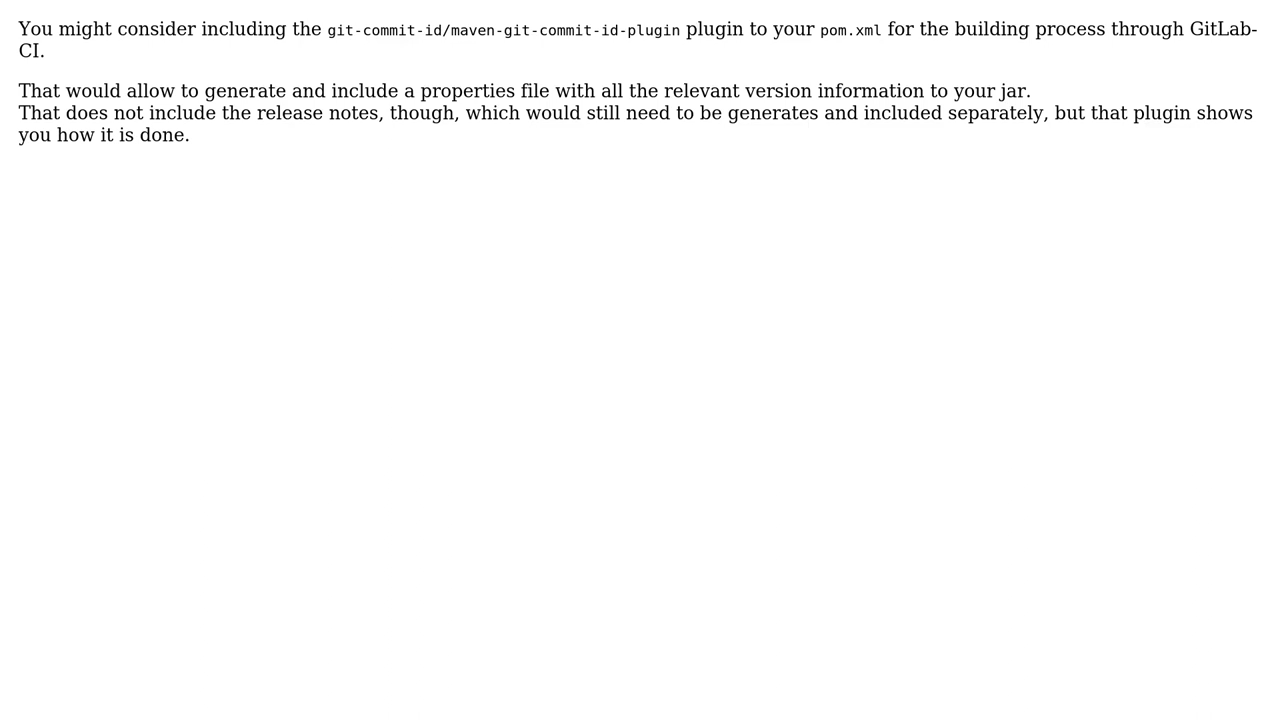 You might consider including the git-commit-id/maven-git-commit-id-plugin plugin to your pom.xml for the building process through GitLab-
CI.
That would allow to generate and include a properties file with all the relevant version information to your jar.
That does not include the release notes, though, which would still need to be generates and included separately, but that plugin shows
you how it is done.